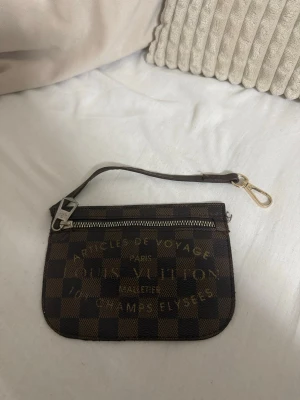 ARTICLES DE VOYAGE
PARIS
LOUIS VUITTON
MALLETIER
101 CHAMPS ELYSEES